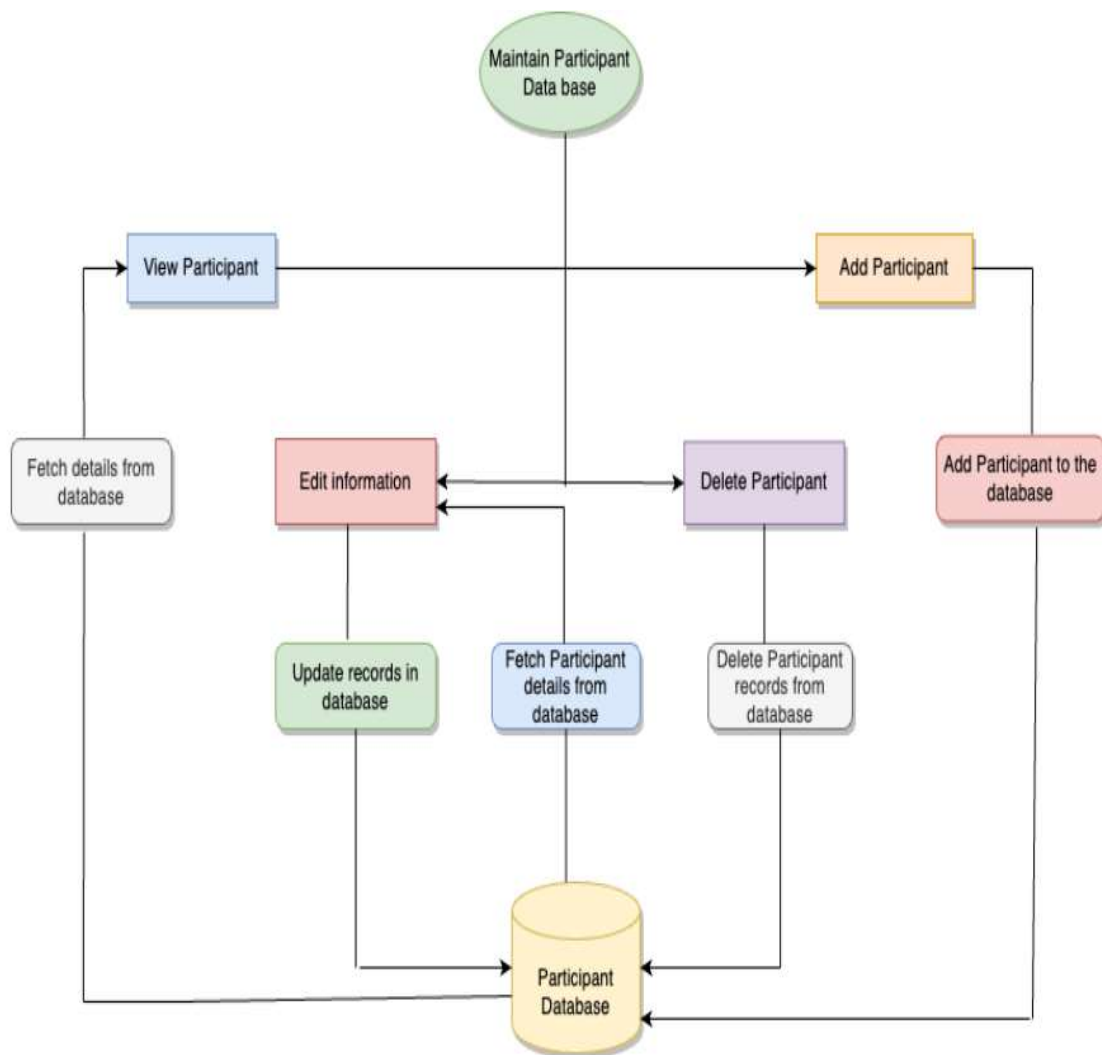 Maintain Participant
Data base
View Participant
Add Participant
Fetch details from
database
Edit information
Delete Participant
Add Participant to the
database
Update records in
database
Fetch Participant
details from
database
Delete Participant
records from
database
Participant
Database